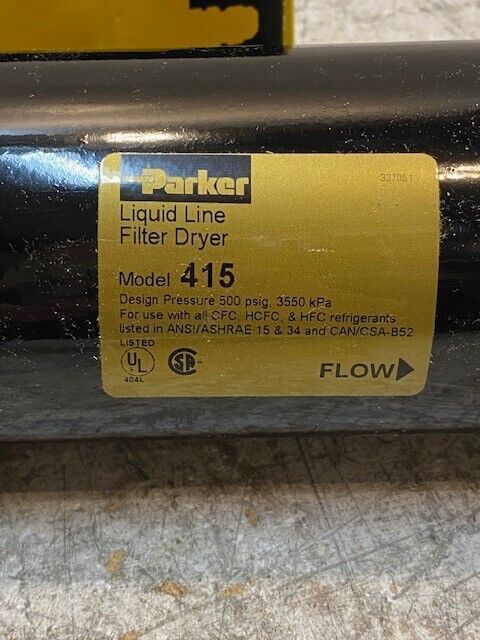 Parker
337051
Liquid Line
Filter Dryer
Model 415
Design Pressure 500 psig, 3550 kPa
For use with all CFC, HCFC, & HFC refrigerants
listed in ANSI/ASHRAE 15 & 34 and CAN/CSA-B52
LISTED
UL
404L
FLOW